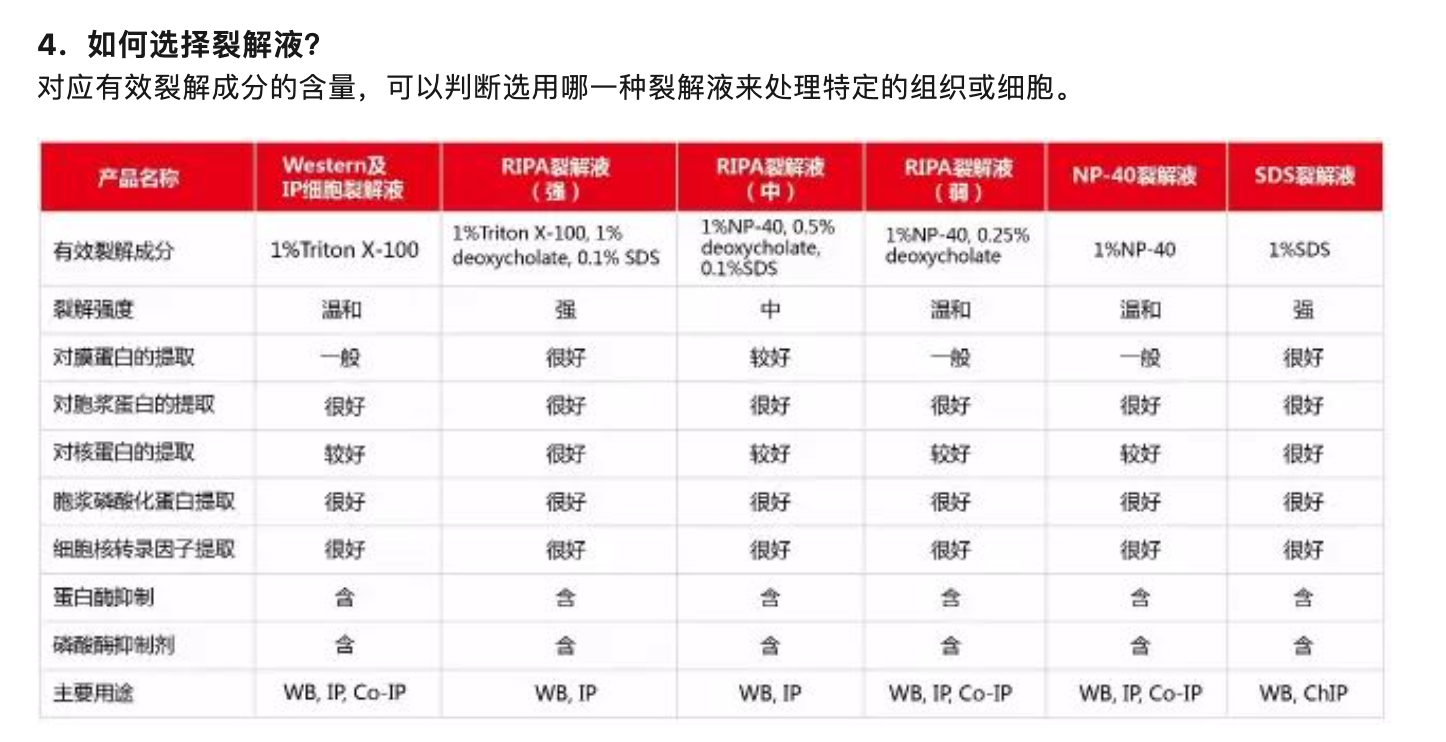 4. 如何选择裂解液？
对应有效裂解成分的含量，可以判断选用哪一种裂解液来处理特定的组织或细胞。
产品名称 Western及IP细胞裂解液 RIPA裂解液（强） RIPA裂解液（中） RIPA裂解液（弱） NP-40裂解液 SDS裂解液
有效裂解成分 1%Triton X-100 1%Triton X-100, 1% deoxycholate, 0.1% SDS 1%NP-40, 0.5% deoxycholate, 0.1%SDS 1%NP-40, 0.25% deoxycholate 1%NP-40 1%SDS
裂解强度 温和 强 中 温和 温和 强
对膜蛋白的提取 一般 很好 较好 一般 一般 很好
对胞浆蛋白的提取 很好 很好 很好 很好 很好 很好
对核蛋白的提取 较好 很好 较好 较好 较好 很好
胞浆磷酸化蛋白提取 很好 很好 很好 很好 很好 很好
细胞核转录因子提取 很好 很好 很好 很好 很好 很好
蛋白酶抑制 含 含 含 含 含 含
磷酸酶抑制剂 含 含 含 含 含 含
主要用途 WB, IP, Co-IP WB, IP WB, IP WB, IP, Co-IP WB, IP, Co-IP WB, ChIP